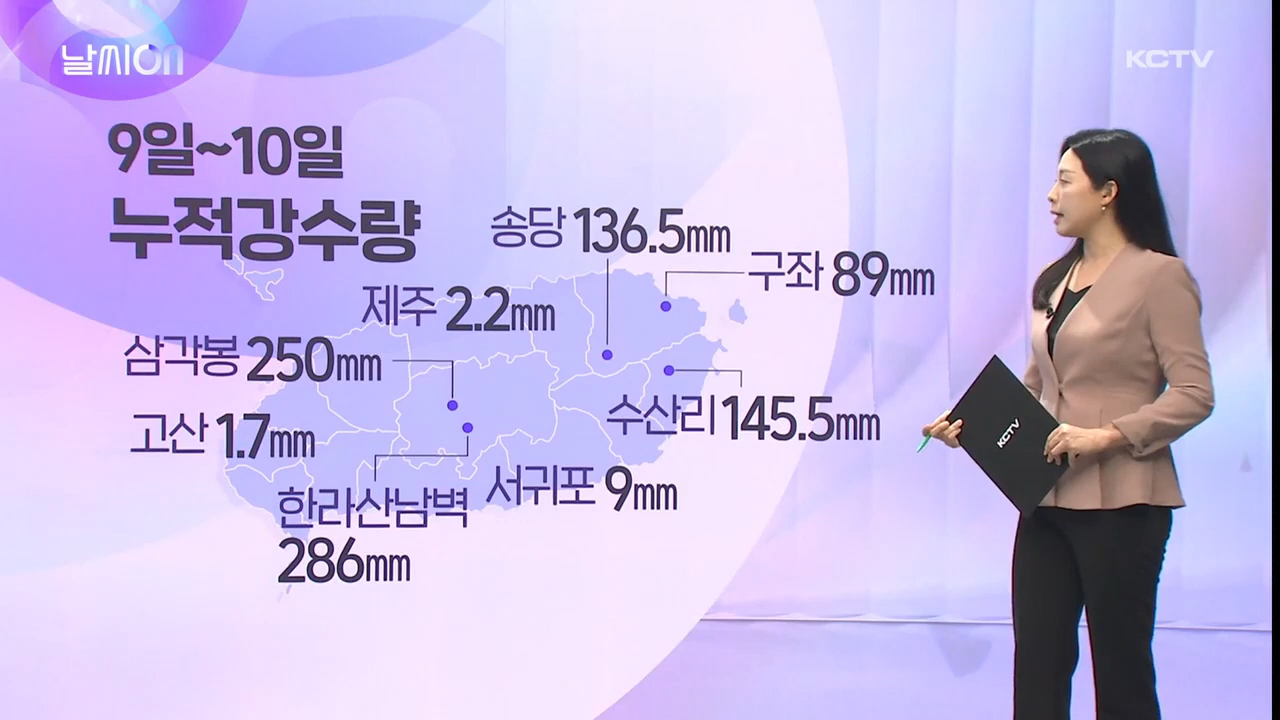 날씨On
KCTV
9일~10일
누적강수량
송당 136.5mm
구좌 89mm
제주 2.2mm
삼각봉 250mm
수산리 145.5mm
고산 1.7mm
서귀포 9mm
한라산남벽
286mm
KCTV